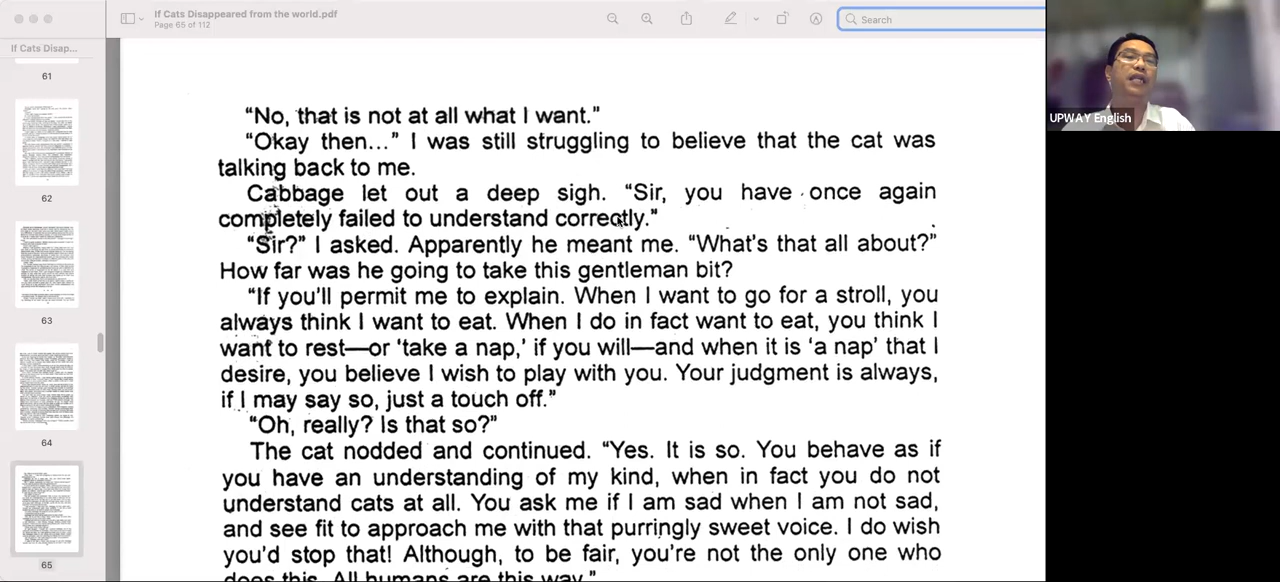 If Cats Disappeared from the world.pdf
Page 65 of 112
Search
If Cats Disap...
61
62
63
64
65
UPWAY English
“No, that is not at all what I want.”
“Okay then...” I was still struggling to believe that the cat was
talking back to me.
Cabbage let out a deep sigh. “Sir, you have once again
completely failed to understand correctly.”
“Sir?” I asked. Apparently he meant me. “What's that all about?”
How far was he going to take this gentleman bit?
“If you'll permit me to explain. When I want to go for a stroll, you
always think I want to eat. When I do in fact want to eat, you think I
want to rest—or ‘take a nap,’ if you will—and when it is ‘a nap’ that I
desire, you believe I wish to play with you. Your judgment is always,
if I may say so, just a touch off.”
“Oh, really? Is that so?”
The cat nodded and continued. “Yes. It is so. You behave as if
you have an understanding of my kind, when in fact you do not
understand cats at all. You ask me if I am sad when I am not sad,
and see fit to approach me with that purringly sweet voice. I do wish
you'd stop that! Although, to be fair, you're not the only one who
does this. All humans are this way.”